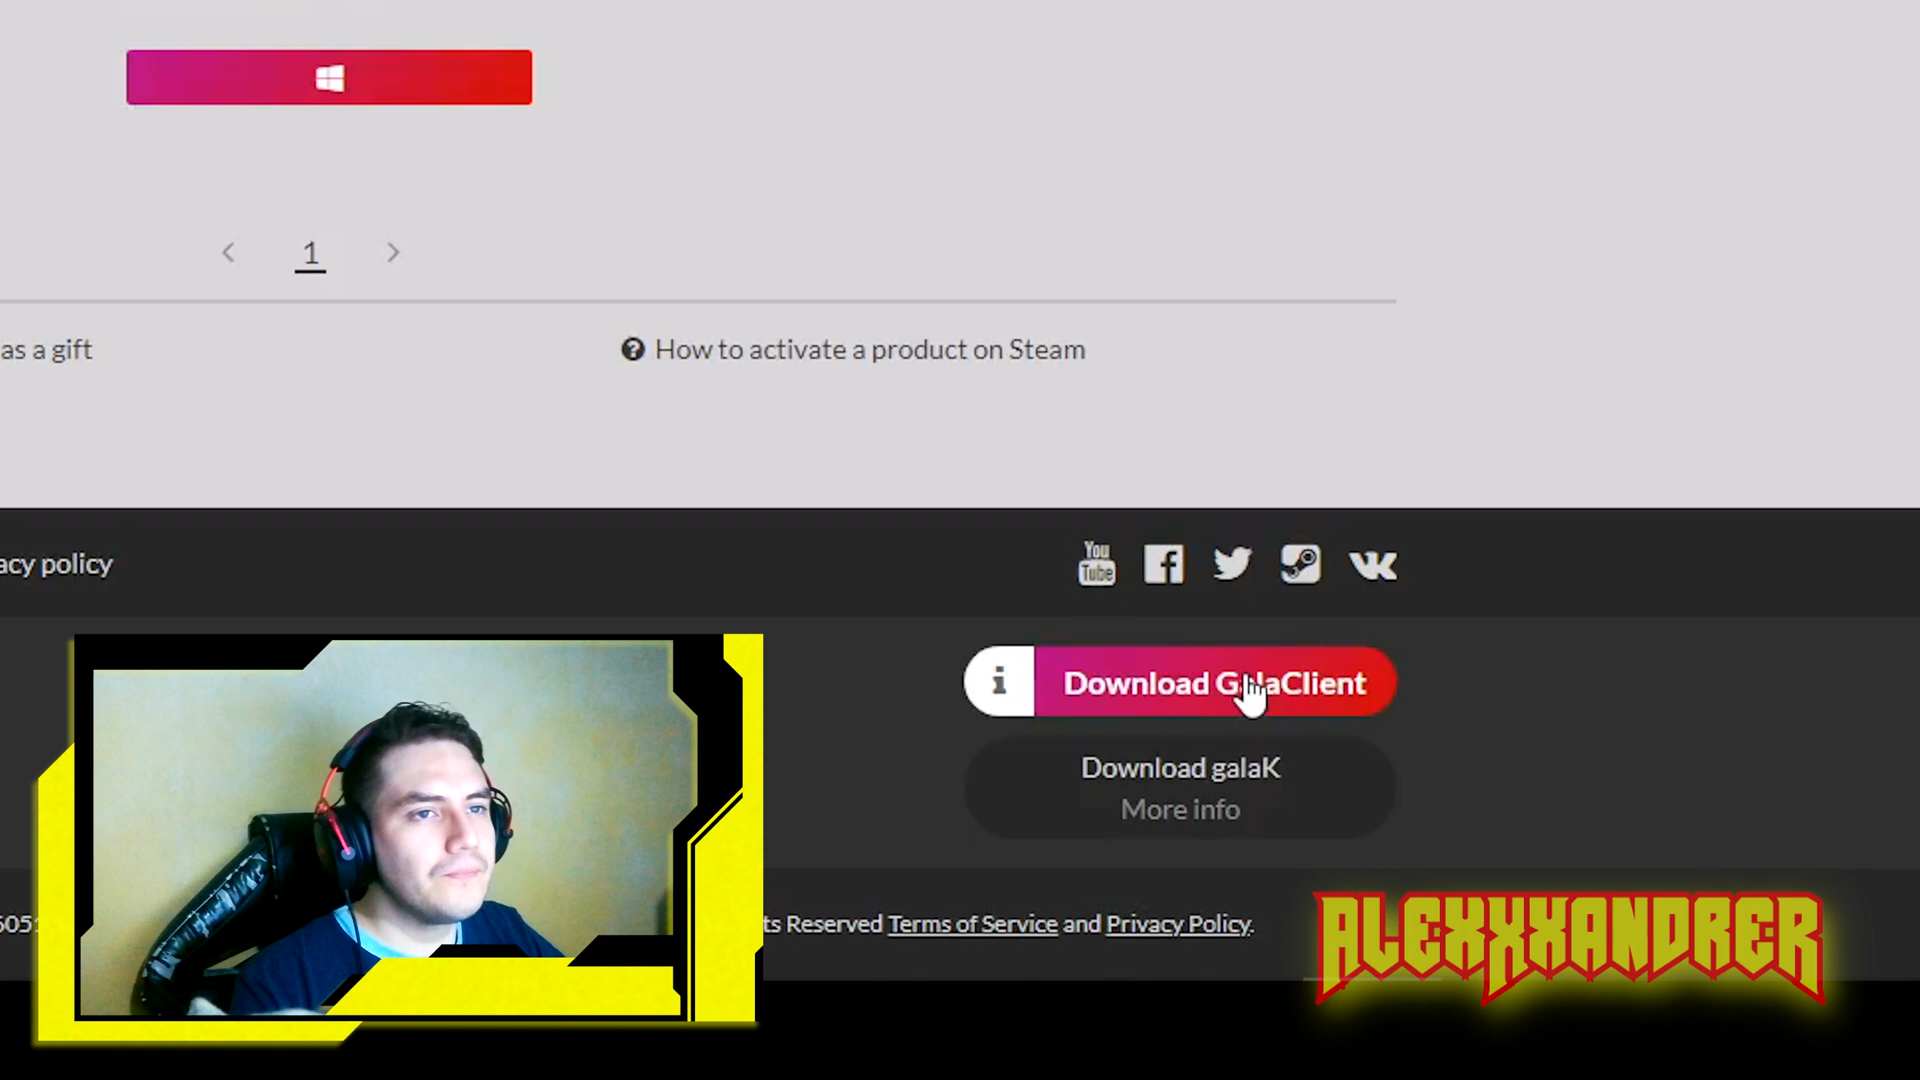 1
as a gift
How to activate a product on Steam
acy policy
You
Tube
i Download GalaClient
Download galaK
More info
ts Reserved Terms of Service and Privacy Policy.
ALEXXXANDRER